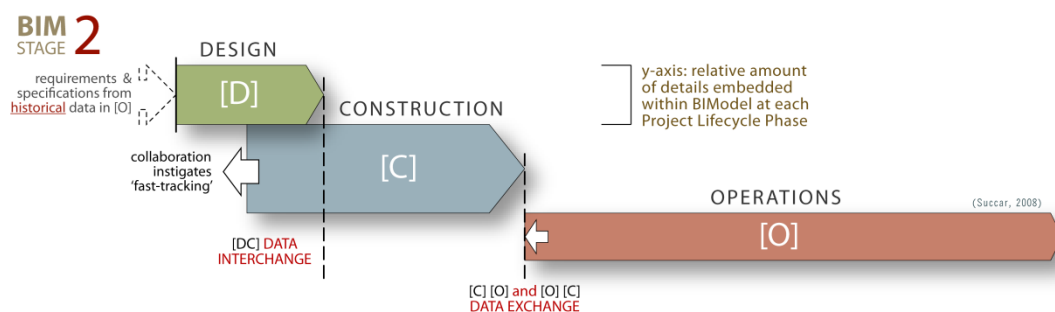 BIM
STAGE 2
DESIGN
requirements &
specifications from
historical data in [O]
[D]
y-axis: relative amount
of details embedded
within BIModel at each
Project Lifecycle Phase
CONSTRUCTION
collaboration
instigates
'fast-tracking'
[C]
OPERATIONS
(Succar, 2008)
[O]
[DC] DATA
INTERCHANGE
[C] [O] and [O] [C]
DATA EXCHANGE